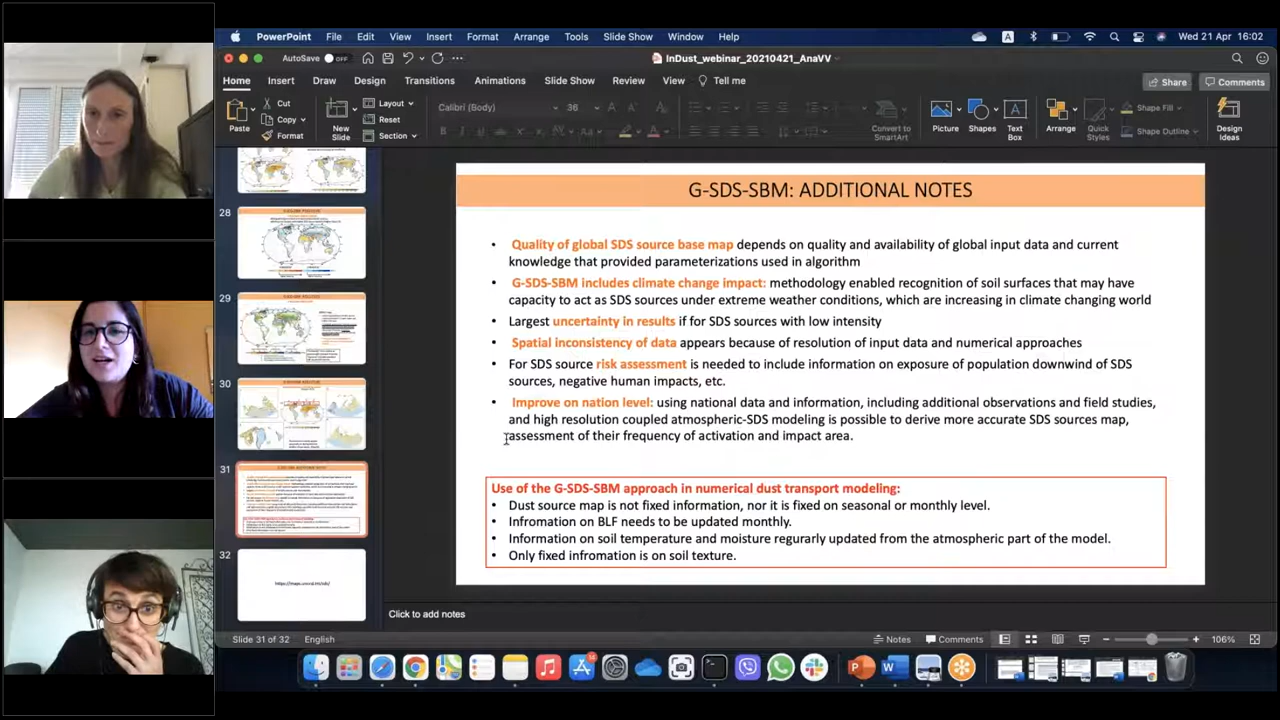 PowerPoint File Edit View Insert Format Arrange Tools Slide Show Window Help A Wed 21 Apr 16:02
AutoSave OFF InDust_webinar_20210421_AnaVV
Home Insert Draw Design Transitions Animations Slide Show Review View Tell me Share Comments
Paste Cut Copy Format New Slide Layout Reset Section Calibri (Body) 36 Convert to SmartArt Picture Shapes Text Box Arrange Quick Styles Shape Fill Shape Outline Design Ideas
28
29
30
31
32
https://maps.unccd.int/sds/
G-SDS-SBM: ADDITIONAL NOTES
• Quality of global SDS source base map depends on quality and availability of global input data and current
knowledge that provided parameterizations used in algorithm
• G-SDS-SBM includes climate change impact: methodology enabled recognition of soil surfaces that may have
capacity to act as SDS sources under extreme weather conditions, which are increasing in climate changing world
• Largest uncertainty in results if for SDS sources with low intensity
• Spatial inconsistency of data appears because of resolution of input data and numerical approaches
• For SDS source risk assessment is needed to include information on exposure of population downwind of SDS
sources, negative human impacts, etc.
• Improve on nation level: using national data and information, including additional observations and field studies,
and high resolution coupled atmospheric-SDS modeling is possible to derive more accurate SDS sources map,
assessment of their frequency of activation and impact area.
Use of the G-SDS-SM approach in numerical dust transport modeling:
• Dust source map is not fixed in the model, nor it is fixed on seasonal or monthly level.
• Information on BLF needs to be updated regularly.
• Information on soil temperature and moisture regurarly updated from the atmospheric part of the model.
• Only fixed infromation is on soil texture.
Click to add notes
Slide 31 of 32 English Notes Comments 106%